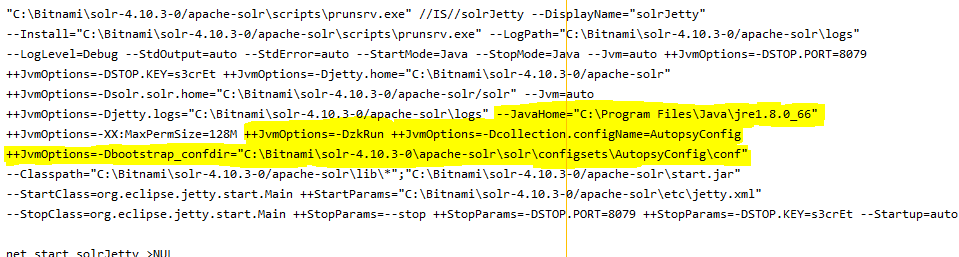 "C:\Bitnami\solr-4.10.3-0/apache-solr\scripts\prunsrv.exe" //IS//solrJetty --DisplayName="solrJetty"
--Install="C:\Bitnami\solr-4.10.3-0/apache-solr\scripts\prunsrv.exe" --LogPath="C:\Bitnami\solr-4.10.3-0/apache-solr\logs"
--LogLevel=Debug --StdOutput=auto --StdError=auto --StartMode=Java --StopMode=Java --Jvm=auto ++JvmOptions=-DSTOP.PORT=8079
++JvmOptions=-DSTOP.KEY=s3crEt ++JvmOptions=-Djetty.home="C:\Bitnami\solr-4.10.3-0/apache-solr"
++JvmOptions=-Dsolr.solr.home="C:\Bitnami\solr-4.10.3-0/apache-solr/solr" --Jvm=auto
++JvmOptions=-Djetty.logs="C:\Bitnami\solr-4.10.3-0/apache-solr\logs" --JavaHome="C:\Program Files\Java\jre1.8.0_66"
++JvmOptions=-XX:MaxPermSize=128M ++JvmOptions=-DzkRun ++JvmOptions=-Dcollection.configName=AutopsyConfig
++JvmOptions=-Dbootstrap_confdir="C:\Bitnami\solr-4.10.3-0\apache-solr\solr\configsets\AutopsyConfig\conf"
--Classpath="C:\Bitnami\solr-4.10.3-0/apache-solr\lib\*";"C:\Bitnami\solr-4.10.3-0/apache-solr\start.jar"
--StartClass=org.eclipse.jetty.start.Main ++StartParams="C:\Bitnami\solr-4.10.3-0/apache-solr\etc\jetty.xml"
--StopClass=org.eclipse.jetty.start.Main ++StopParams=--stop ++StopParams=-DSTOP.PORT=8079 ++StopParams=-DSTOP.KEY=s3crEt --Startup=auto
net start solrJetty >NUL